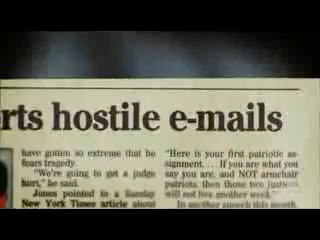 rts hostile e-mails
have gotten so extreme that he
fears tragedy.
"We're going to get a judge
hurt," he said.
Jones pointed to a Sunday
New York Times article about
"Here is your first patriotic as-
signment. . . . If you are what you
say you are, and NOT armchair
patriots, then those two justices
will not live another week."
In another speech this month,